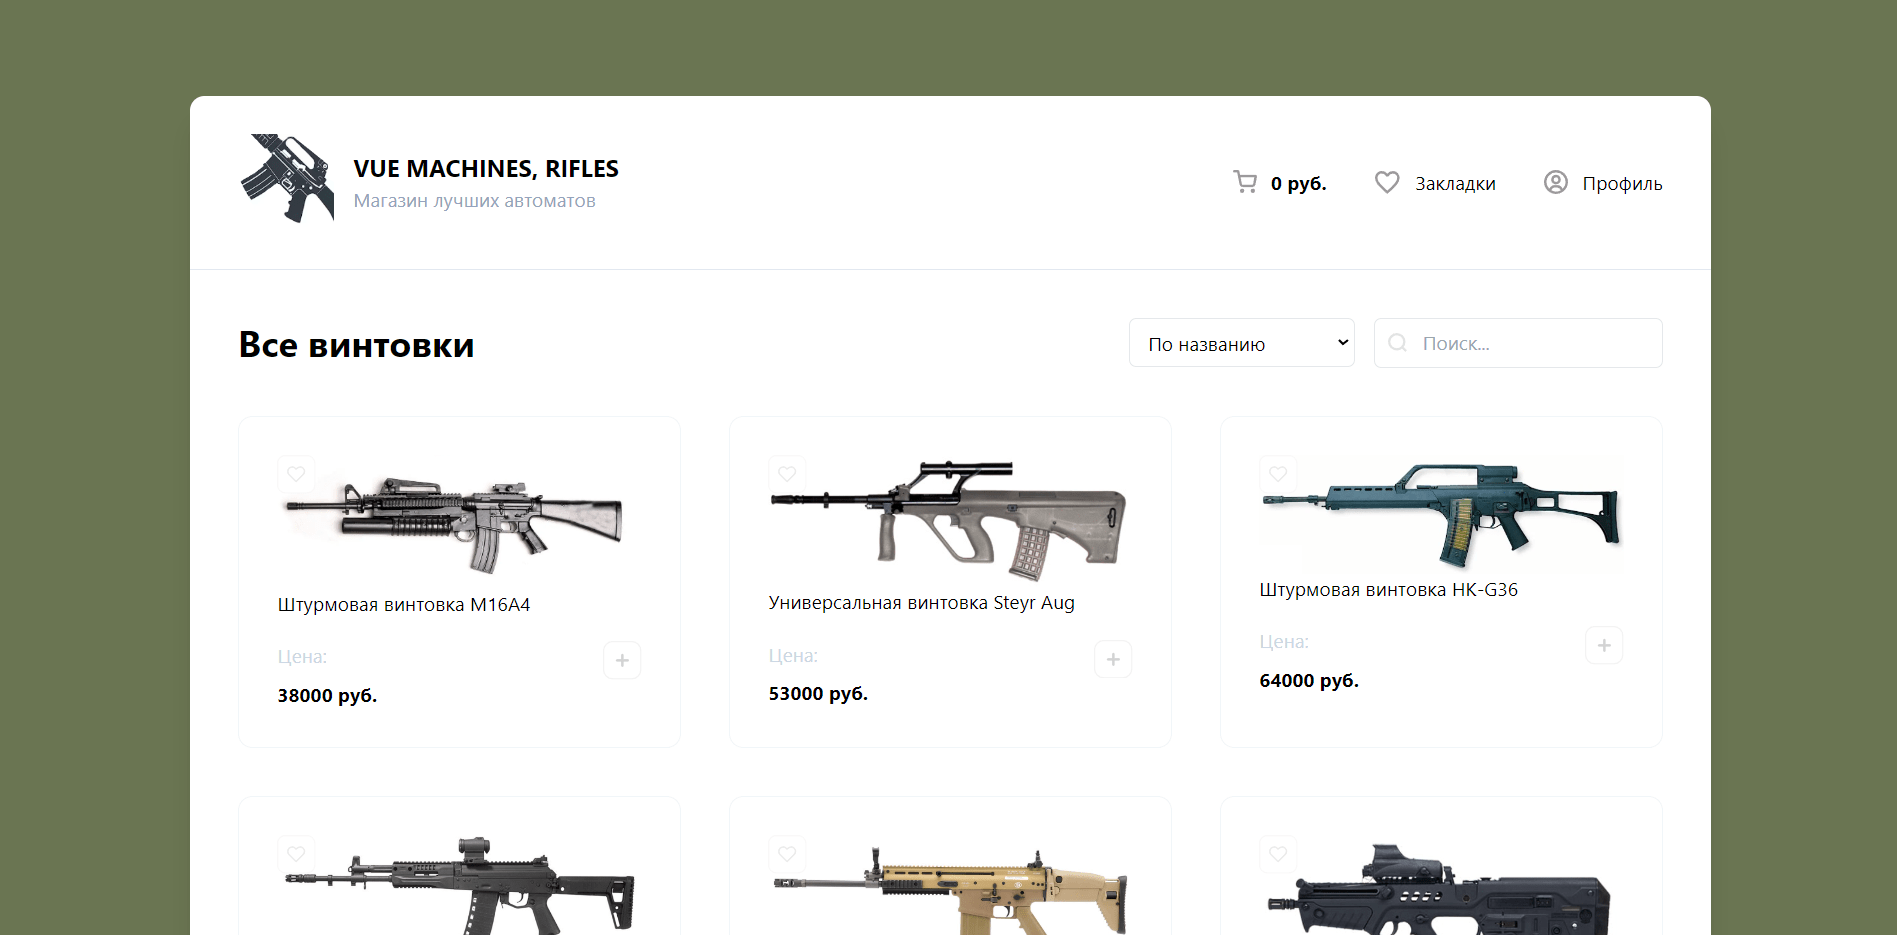 VUE MACHINES, RIFLES
Магазин лучших автоматов
0 руб.
Закладки
Профиль
Все винтовки
По названию
Поиск...
Штурмовая винтовка M16A4
Цена:
38000 руб.
Универсальная винтовка Steyr Aug
Цена:
53000 руб.
Штурмовая винтовка HK-G36
Цена:
64000 руб.